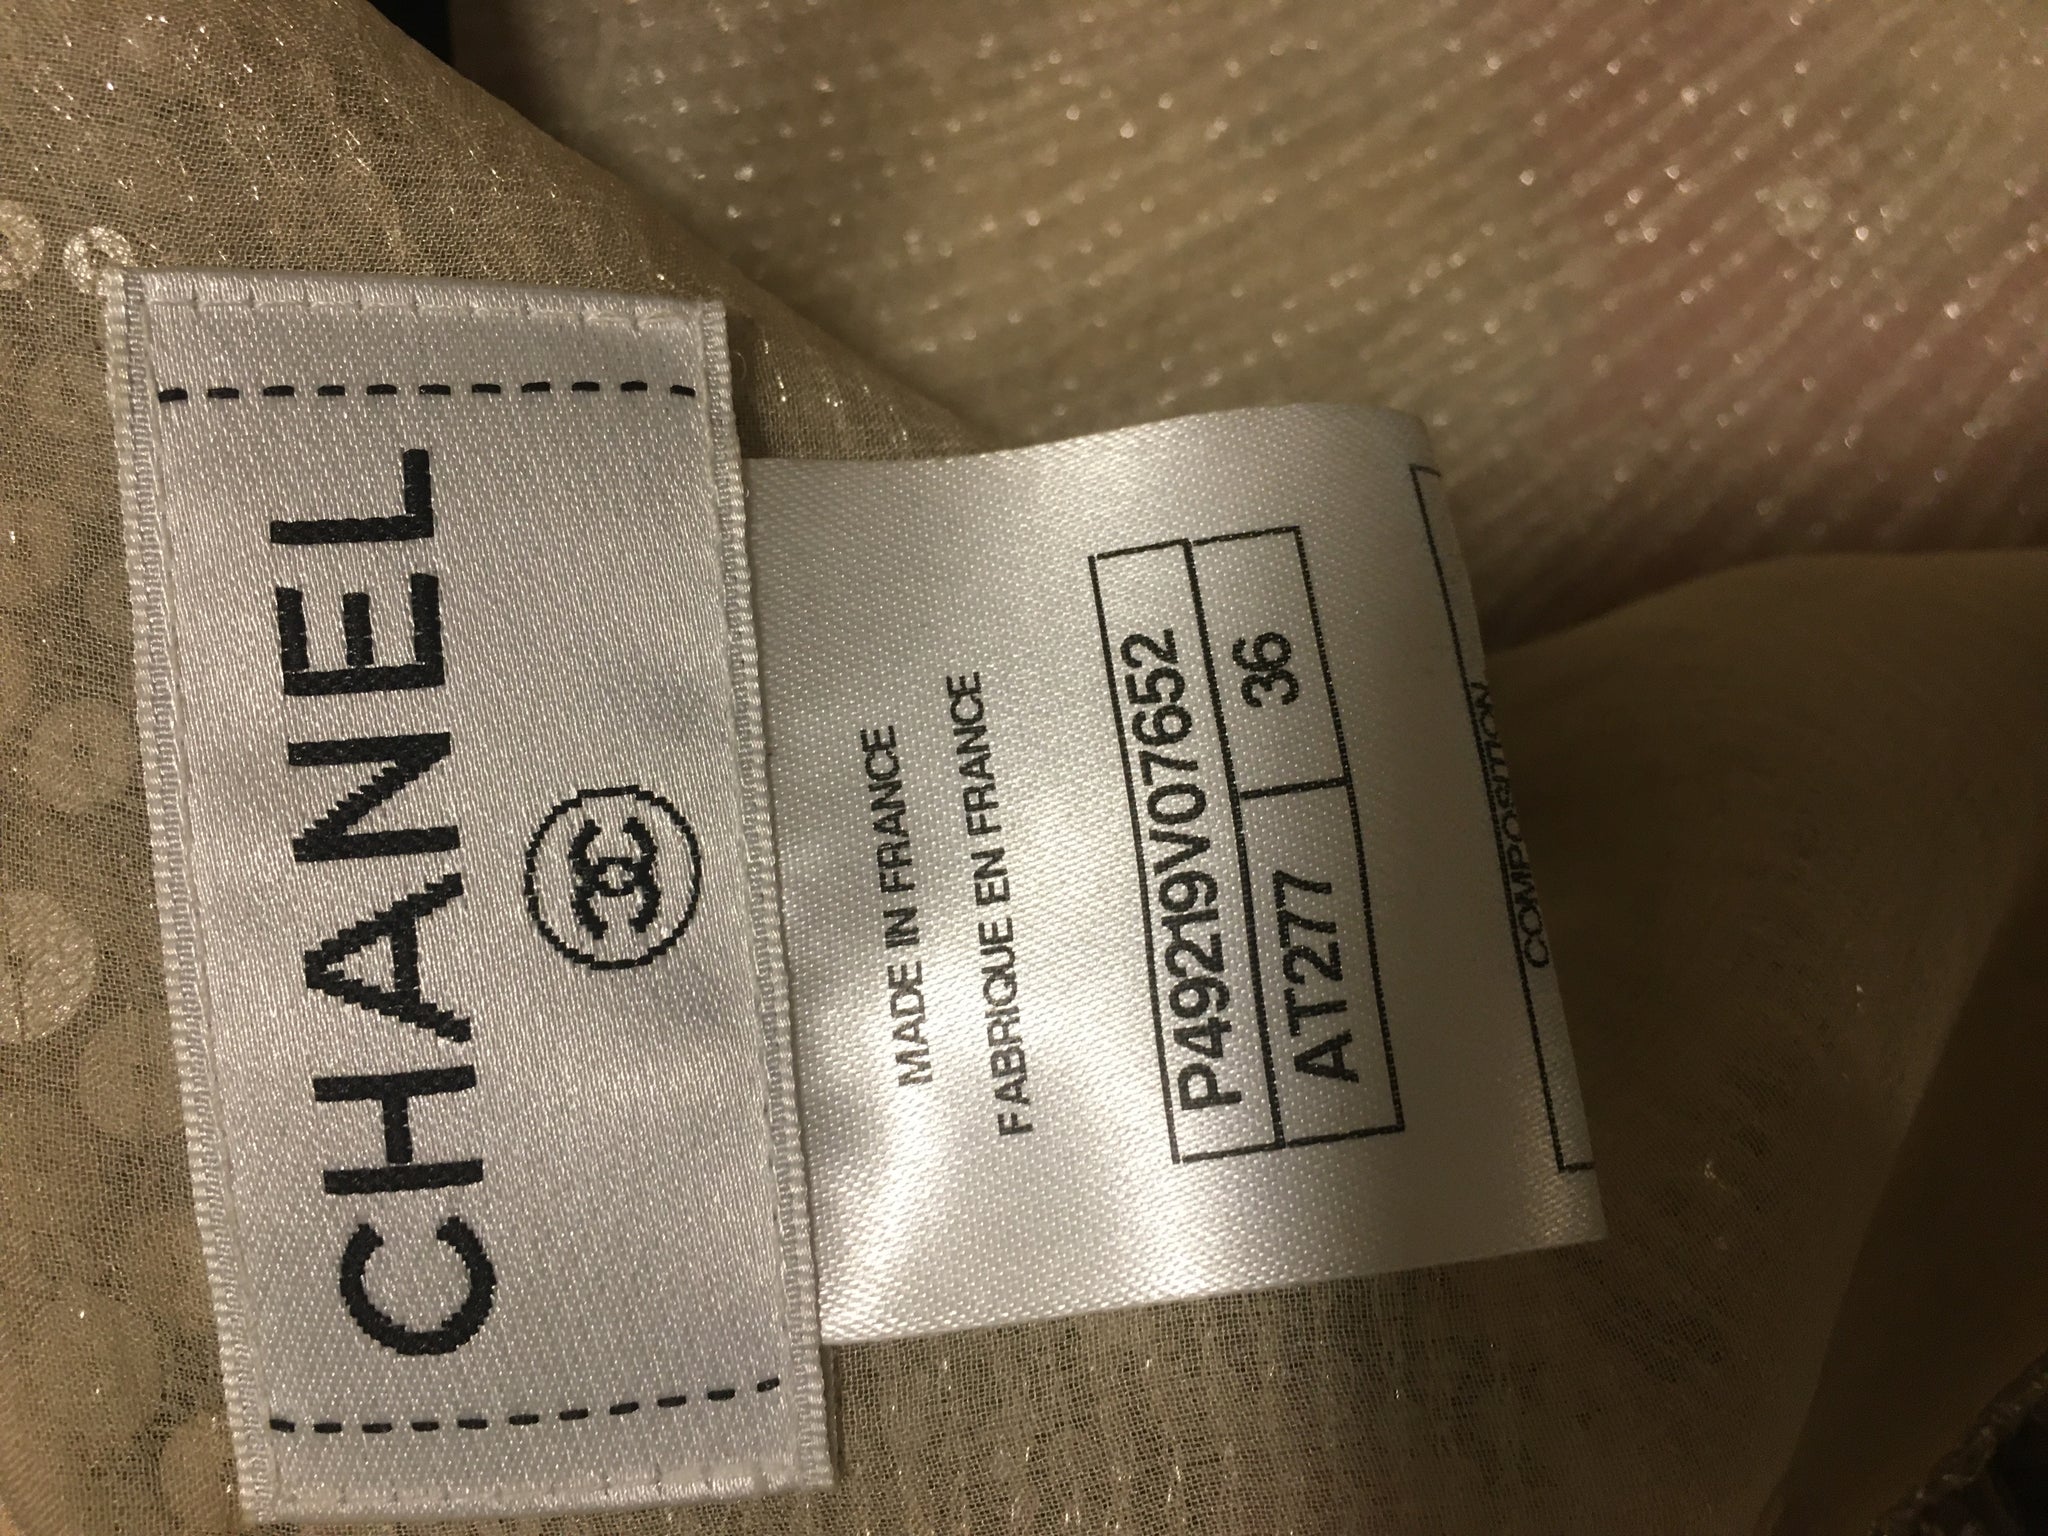 CHANEL
MADE IN FRANCE
FABRIQUE EN FRANCE
P49219V07652
AT277 36
COMPOSITION